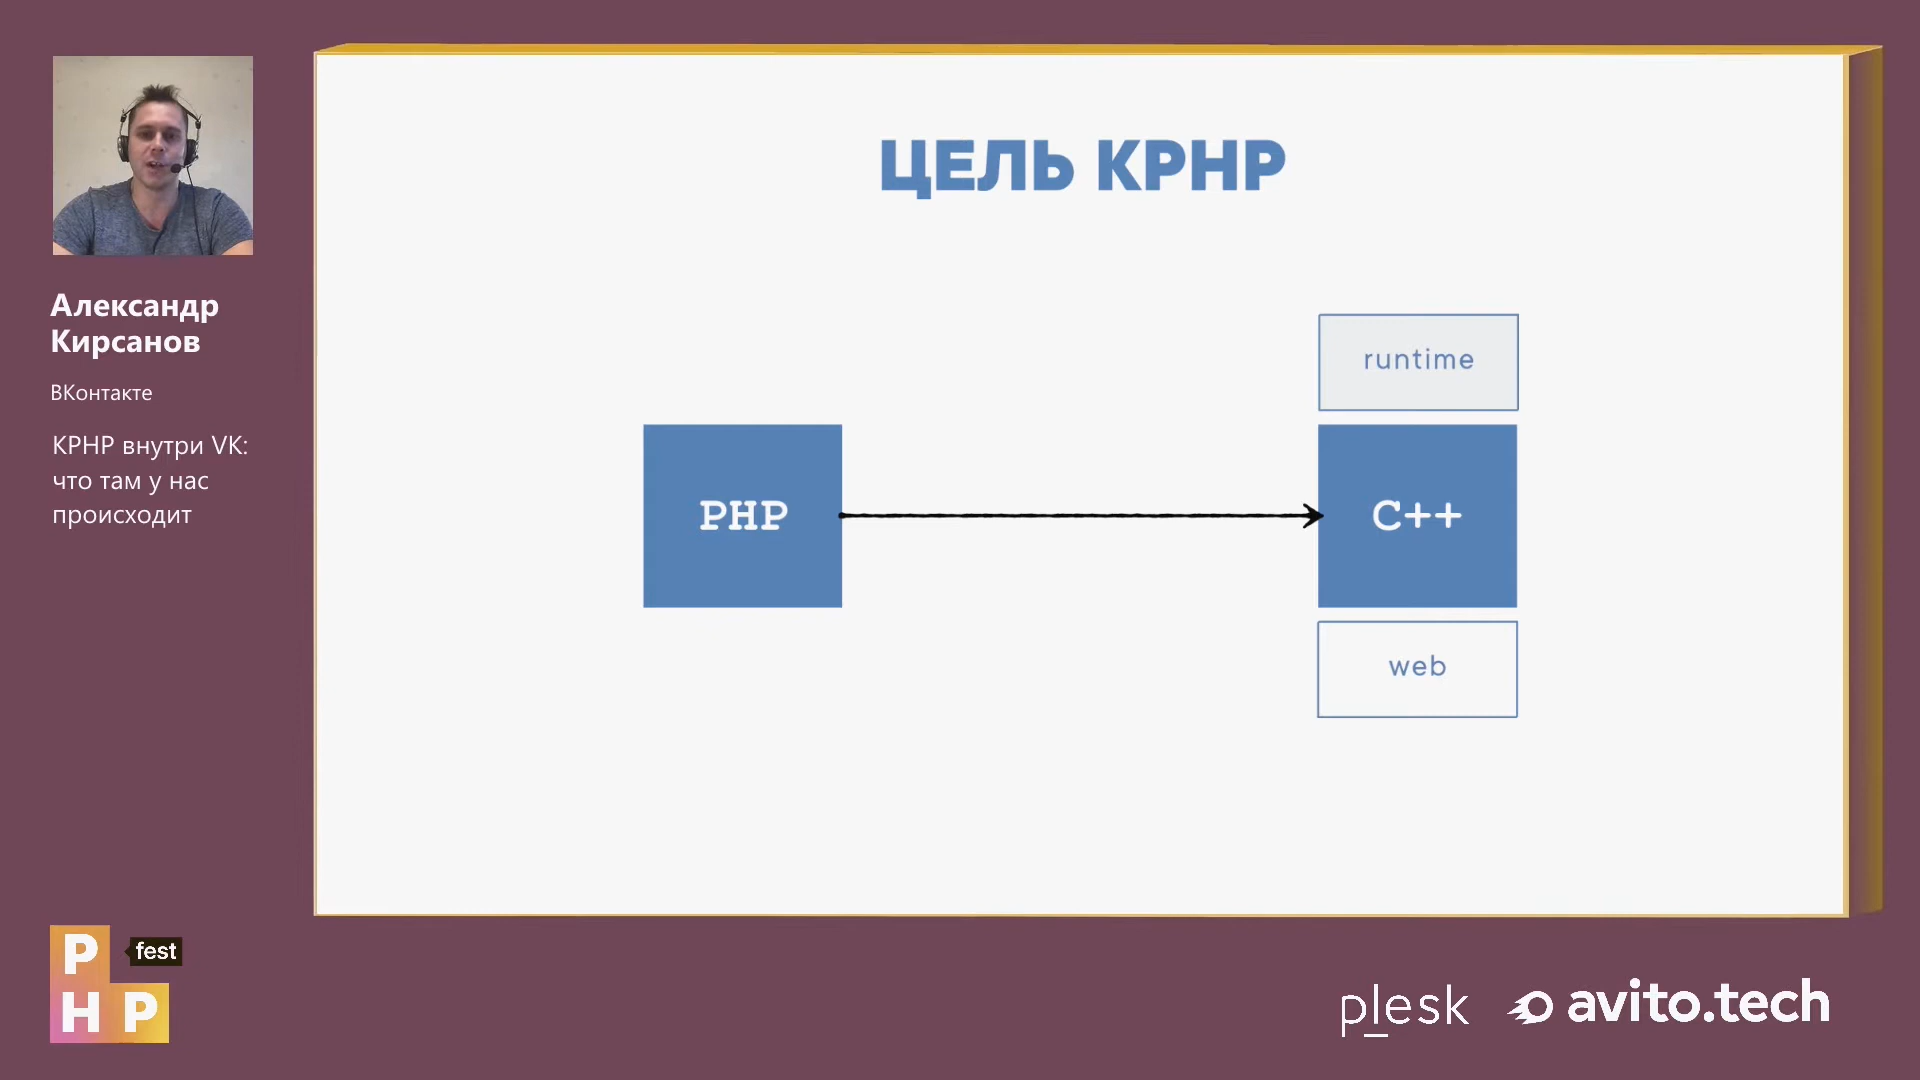 Александр
Кирсанов
ВКонтакте
KPHP внутри VK:
что там у нас
происходит
ЦЕЛЬ KPHP
runtime
PHP
C++
web
P
fest
H P
plesk
avito.tech